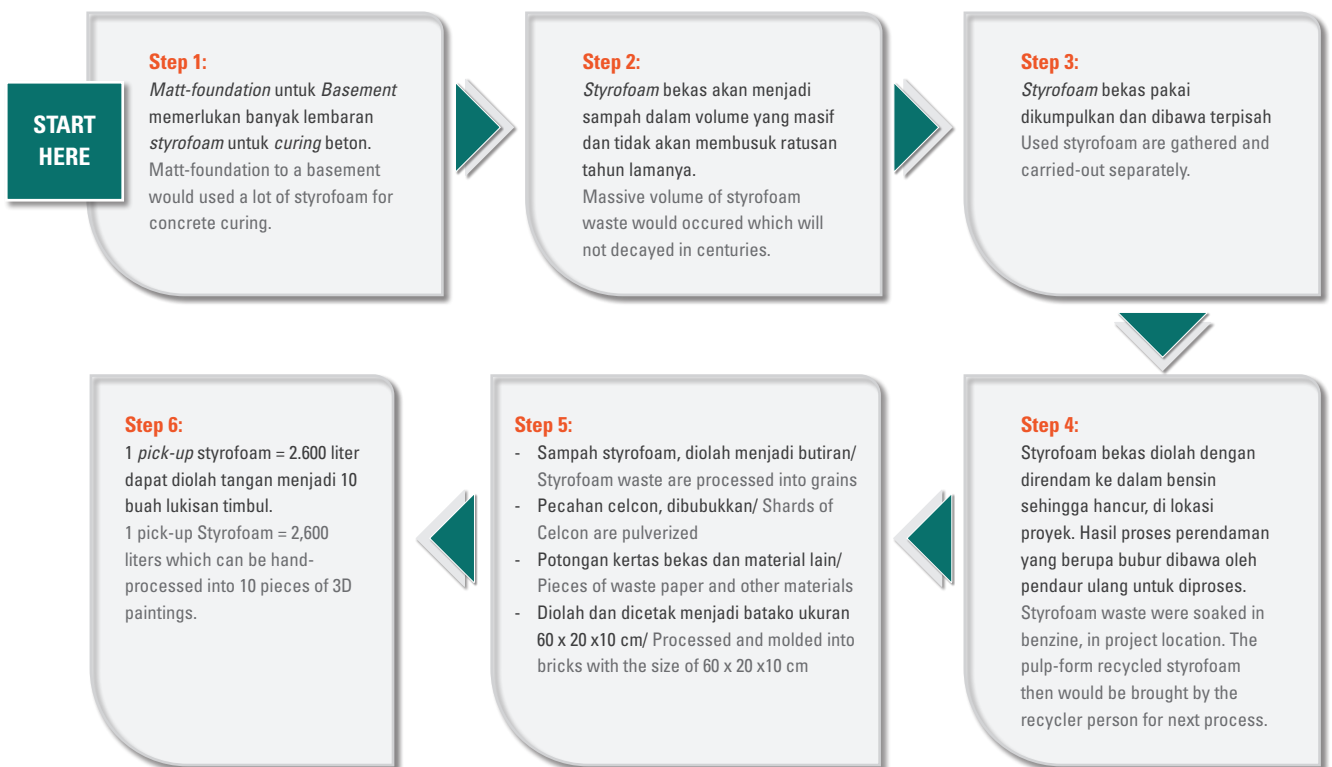 START
HERE
Step 1:
Matt-foundation untuk Basement
memerlukan banyak lembaran
styrofoam untuk curing beton.
Matt-foundation to a basement
would used a lot of styrofoam for
concrete curing.
Step 2:
Styrofoam bekas akan menjadi
sampah dalam volume yang masif
dan tidak akan membusuk ratusan
tahun lamanya.
Massive volume of styrofoam
waste would occured which will
not decayed in centuries.
Step 3:
Styrofoam bekas pakai
dikumpulkan dan dibawa terpisah
Used styrofoam are gathered and
carried-out separately.
Step 4:
Styrofoam bekas diolah dengan
direndam ke dalam bensin
sehingga hancur, di lokasi
proyek. Hasil proses perendaman
yang berupa bubur dibawa oleh
pendaur ulang untuk diproses.
Styrofoam waste were soaked in
benzine, in project location. The
pulp-form recycled styrofoam
then would be brought by the
recycler person for next process.
Step 5:
- Sampah styrofoam, diolah menjadi butiran/
Styrofoam waste are processed into grains
- Pecahan celcon, dibubukkan/ Shards of
Celcon are pulverized
- Potongan kertas bekas dan material lain/
Pieces of waste paper and other materials
- Diolah dan dicetak menjadi batako ukuran
60 x 20 x10 cm/ Processed and molded into
bricks with the size of 60 x 20 x10 cm
Step 6:
1 pick-up styrofoam = 2.600 liter
dapat diolah tangan menjadi 10
buah lukisan timbul.
1 pick-up Styrofoam = 2,600
liters which can be hand-
processed into 10 pieces of 3D
paintings.